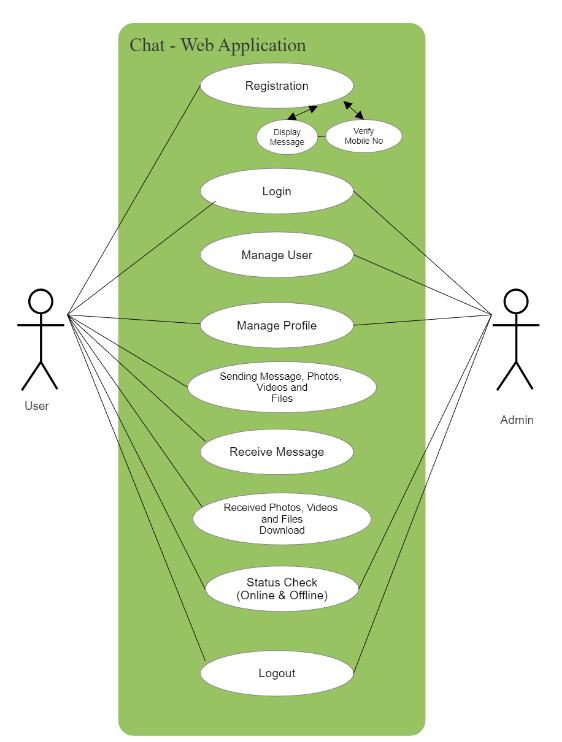 Chat - Web Application
Registration
Display
Message
Verify
Mobile No
Login
Manage User
Manage Profile
Sending Message, Photos,
Videos and
Files
User
Admin
Receive Message
Received Photos, Videos
and Files
Download
Status Check
(Online & Offline)
Logout